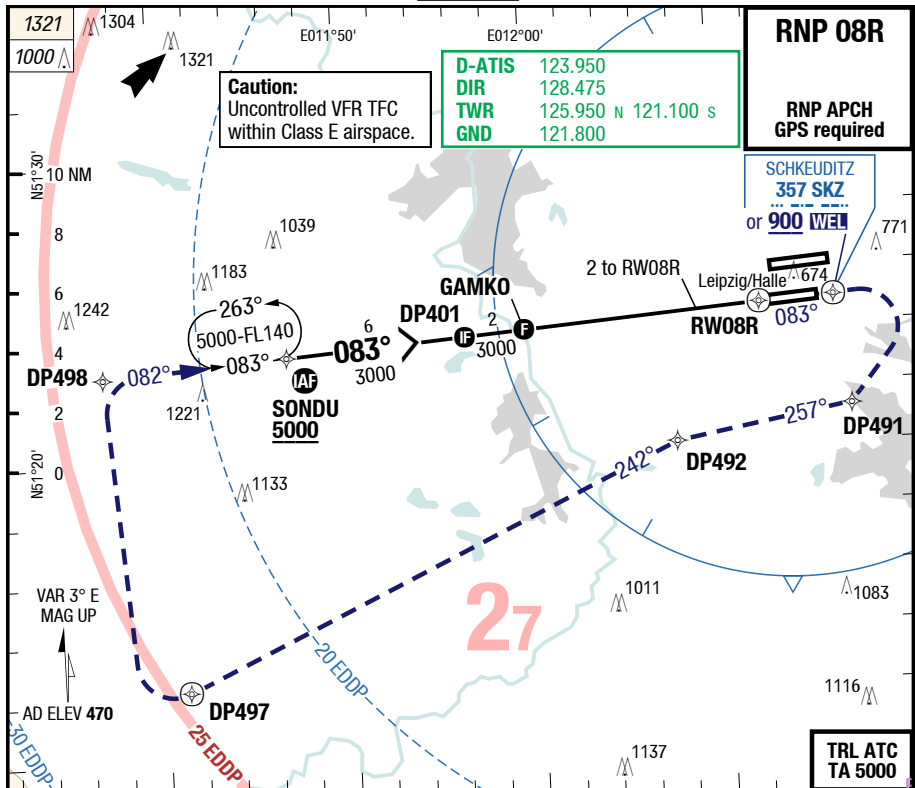 1321
1000
1304
1321
E011°50'
E012°00'
RNP 08R
RNP APCH
GPS required
Caution:
Uncontrolled VFR TFC
within Class E airspace.
D-ATIS 123.950
DIR 128.475
TWR 125.950 N 121.100 S
GND 121.800
N51°30'
10 NM
8
6
4
2
0
N51°20'
SCHKEUDITZ
357 SKZ
or 900 WEL
771
1039
1183
1242
2 to RW08R
Leipzig/Halle
674
GAMKO
RW08R
083°
263°
5000-FL140
083°
6
083°
3000
DP401
IF
2
3000
F
DP498
082°
IAF
SONDU
5000
1221
1133
DP491
257°
DP492
242°
27
1011
1083
VAR 3° E
MAG UP
AD ELEV 470
DP497
20 EDDP
25 EDDP
30 EDDP
1116
1137
TRL ATC
TA 5000